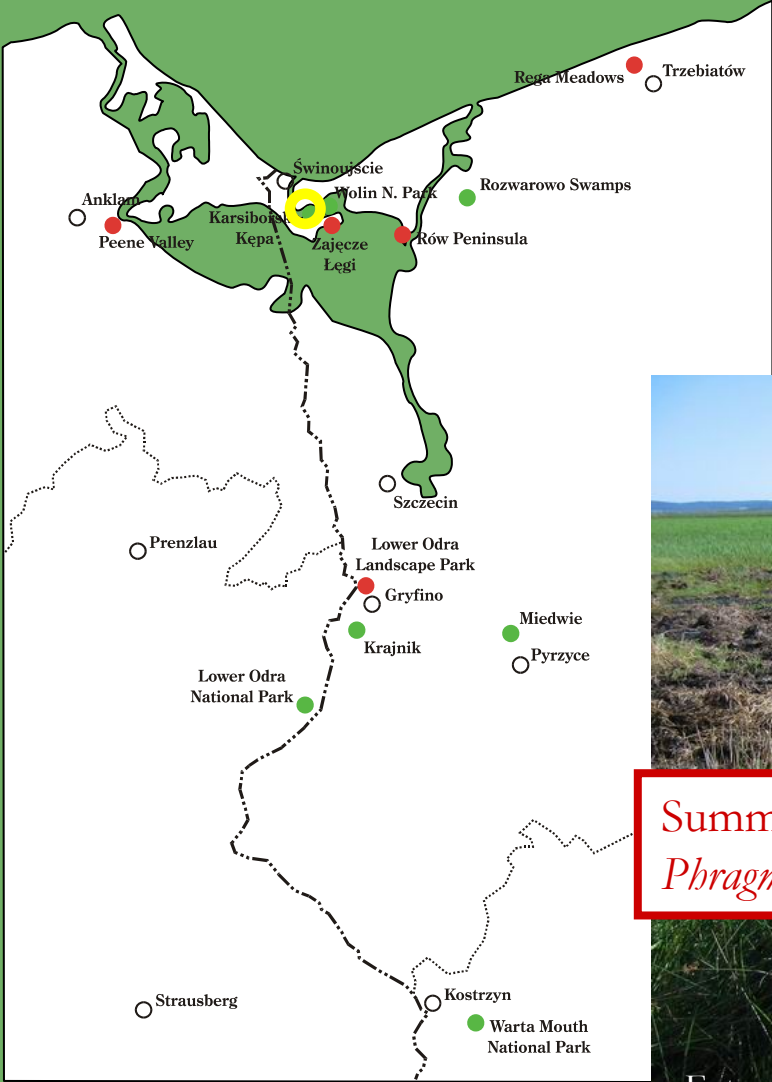 Rega Meadows
Trzebiatów
Świnoujście
Wolin N. Park
Rozwarowo Swamps
Anklam
Karsiborsk
Kępa
Peene Valley
Zajęcze
Łęgi
Rów Peninsula
Szczecin
Prenzlau
Lower Odra
Landscape Park
Gryfino
Miedwie
Krajnik
Pyrzyce
Lower Odra
National Park
Summ
Phragm
Strausberg
Kostrzyn
Warta Mouth
National Park